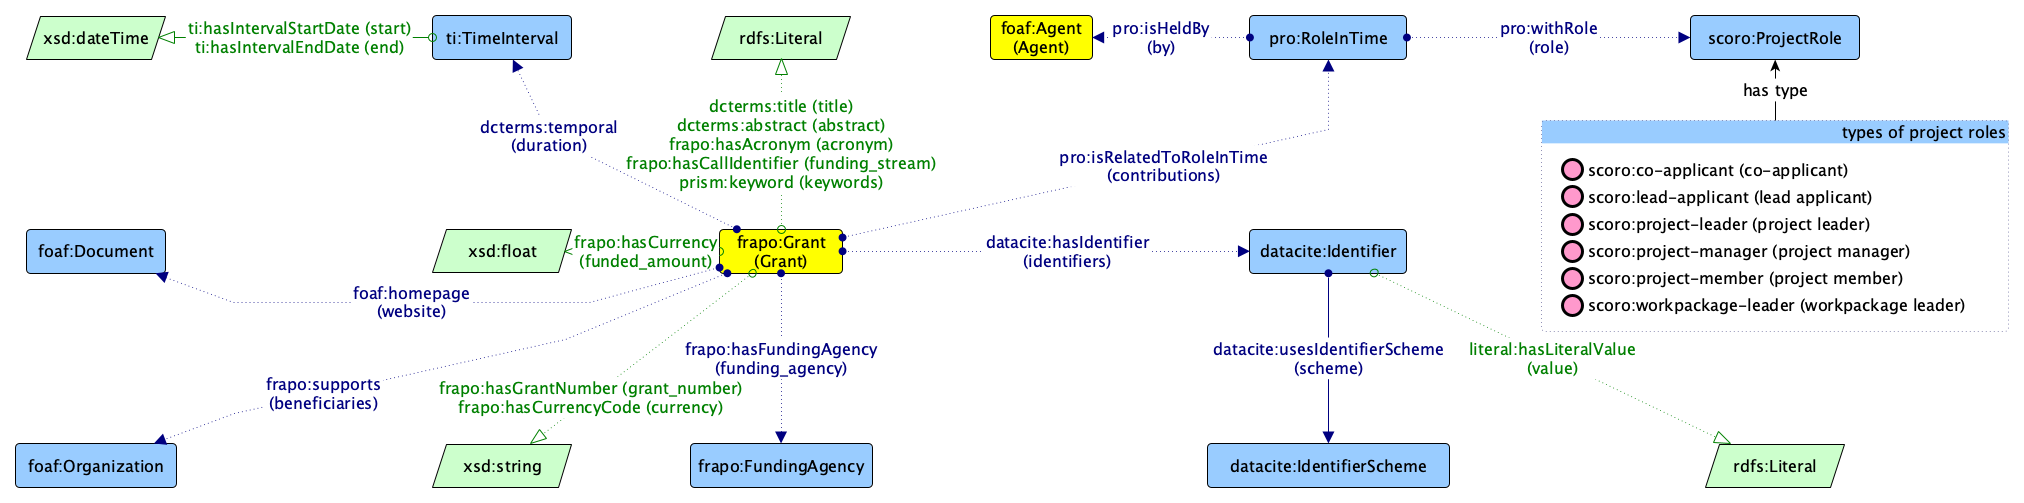 xsd:dateTime
ti:hasIntervalStartDate (start)
ti:hasIntervalEndDate (end)
ti:TimeInterval
rdfs:Literal
foaf:Agent
(Agent)
pro:isHeldBy
(by)
pro:RoleInTime
pro:withRole
(role)
scoro:ProjectRole
has type
dcterms:temporal
(duration)
dcterms:title (title)
dcterms:abstract (abstract)
frapo:hasAcronym (acronym)
frapo:hasCallIdentifier (funding_stream)
prism:keyword (keywords)
pro:isRelatedToRoleInTime
(contributions)
types of project roles
scoro:co-applicant (co-applicant)
scoro:lead-applicant (lead applicant)
scoro:project-leader (project leader)
scoro:project-manager (project manager)
scoro:project-member (project member)
scoro:workpackage-leader (workpackage leader)
foaf:Document
xsd:float
frapo:hasCurrency
(funded_amount)
frapo:Grant
(Grant)
datacite:hasIdentifier
(identifiers)
datacite:Identifier
foaf:homepage
(website)
frapo:supports
(beneficiaries)
frapo:hasGrantNumber (grant_number)
frapo:hasCurrencyCode (currency)
frapo:hasFundingAgency
(funding_agency)
datacite:usesIdentifierScheme
(scheme)
literal:hasLiteralValue
(value)
foaf:Organization
xsd:string
frapo:FundingAgency
datacite:IdentifierScheme
rdfs:Literal